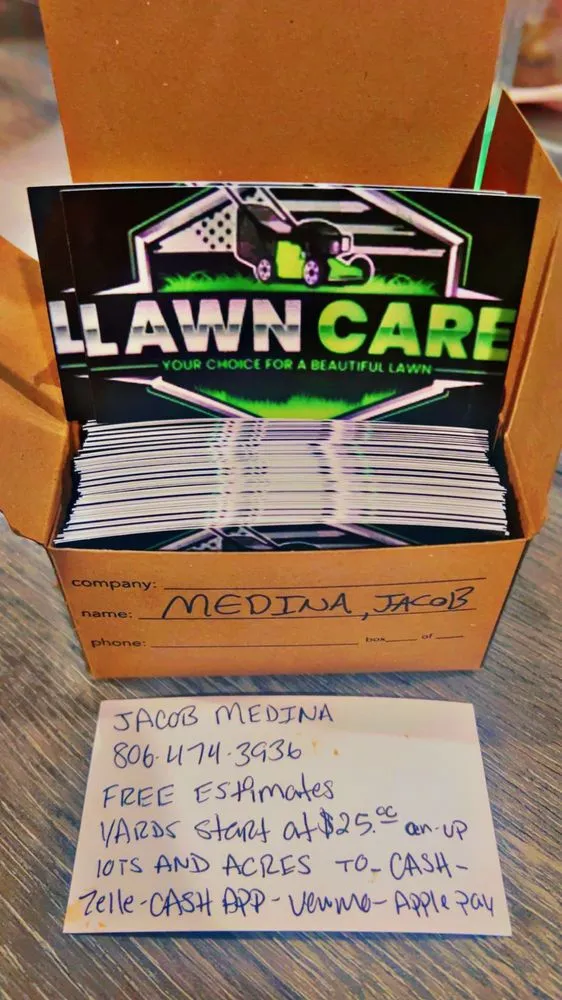 LAWN CARE
YOUR CHOICE FOR A BEAUTIFUL LAWN
company:
name: MEDINA, JACOB
phone: box of
JACOB MEDINA
806-474-3936
FREE Estimates
YARDS start at $25.00 an-up
lots AND ACRES TO- CASH-
Zelle-CASH APP-Venmo-Apple pay